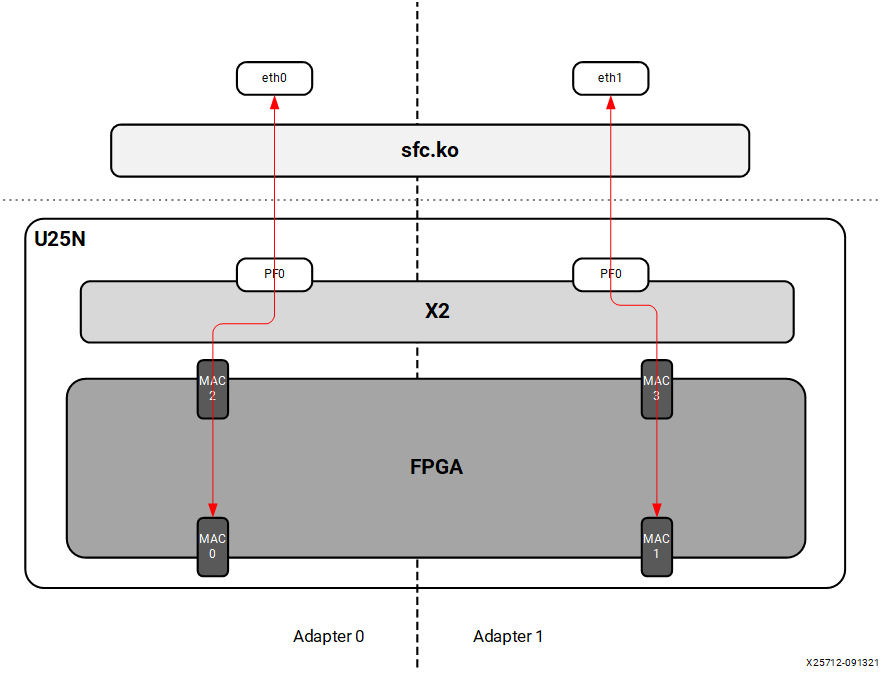 eth0
eth1
sfc.ko
U25N
PF0
PF0
X2
MAC
2
MAC
3
FPGA
MAC
0
MAC
1
Adapter 0
Adapter 1
X25712-091321